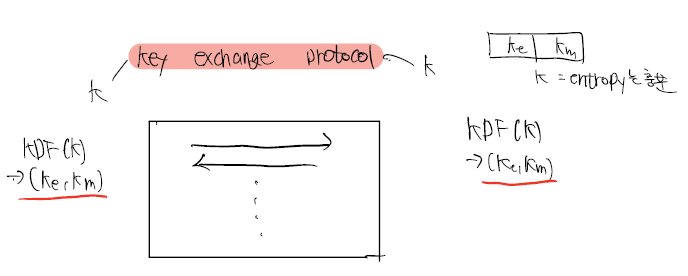 key exchange protocol
k
k
ke km
k = entropy는 충분
KDF(k)
→(ke, km)
KDF(k)
→(ke, km)